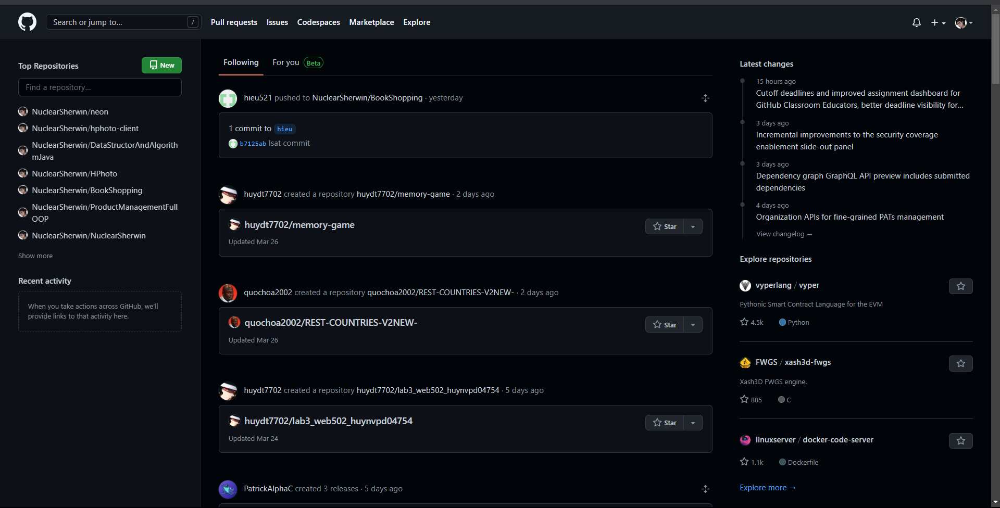 Search or jump to... /
Pull requests Issues Codespaces Marketplace Explore
Top Repositories
New
Find a repository...
NuclearSherwin/neon
NuclearSherwin/hphoto-client
NuclearSherwin/DataStructorAndAlgorith
mJava
NuclearSherwin/HPhoto
NuclearSherwin/BookShopping
NuclearSherwin/ProductManagementFull
OOP
NuclearSherwin/NuclearSherwin
Show more
Recent activity
When you take actions across GitHub, we'll
provide links to that activity here.
Following For you Beta
hieu521 pushed to NuclearSherwin/BookShopping · yesterday
1 commit to hieu
b7125ab lsat commit
huydt7702 created a repository huydt7702/memory-game · 2 days ago
huydt7702/memory-game
Star
Updated Mar 26
quochoa2002 created a repository quochoa2002/REST-COUNTRIES-V2NEW- · 2 days ago
quochoa2002/REST-COUNTRIES-V2NEW-
Star
Updated Mar 26
huydt7702 created a repository huydt7702/lab3_web502_huynvpd04754 · 5 days ago
huydt7702/lab3_web502_huynvpd04754
Star
Updated Mar 24
PatrickAlphaC created 3 releases · 5 days ago
Latest changes
15 hours ago
Cutoff deadlines and improved assignment dashboard for
GitHub Classroom Educators, better deadline visibility for...
3 days ago
Incremental improvements to the security coverage
enablement slide-out panel
3 days ago
Dependency graph GraphQL API preview includes submitted
dependencies
4 days ago
Organization APIs for fine-grained PATs management
View changelog →
Explore repositories
vyperlang / vyper
Pythonic Smart Contract Language for the EVM
4.5k Python
FWGS / xash3d-fwgs
Xash3D FWGS engine.
885 C
linuxserver / docker-code-server
1.1k Dockerfile
Explore more →